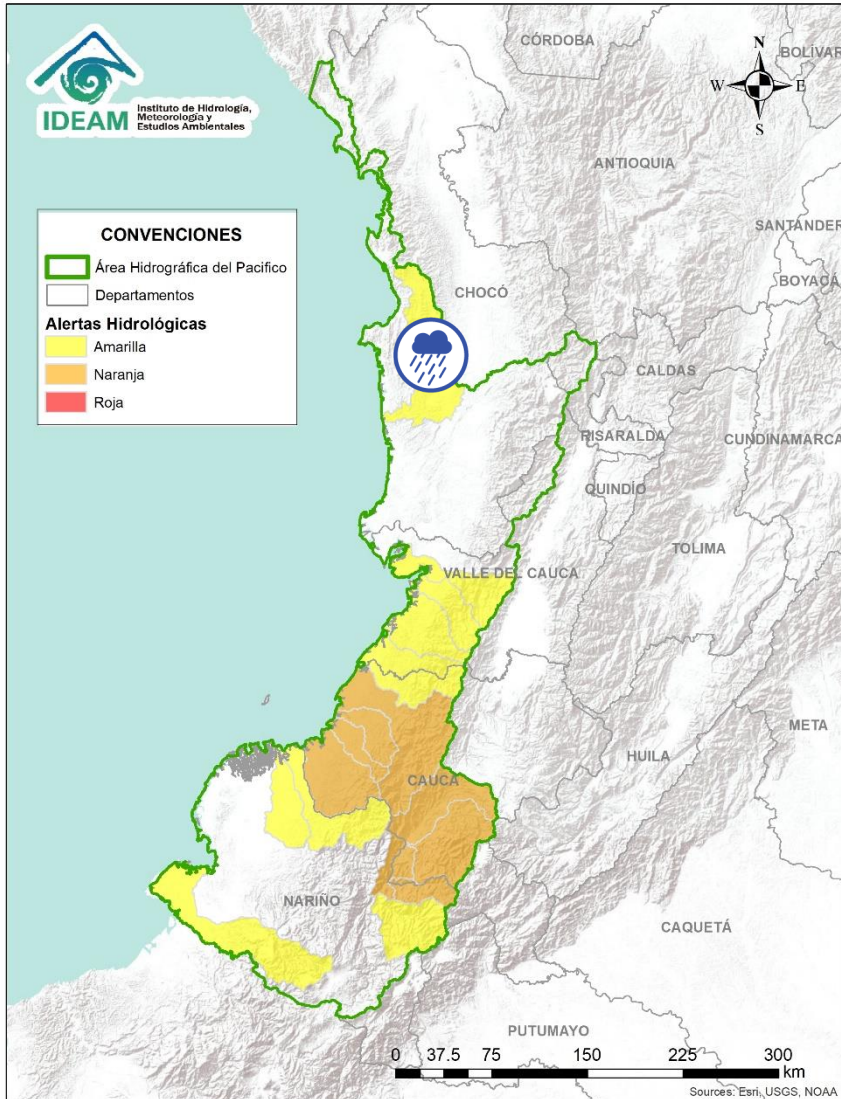 IDEAM
Instituto de Hidrología,
Meteorología y
Estudios Ambientales
CÓRDOBA
BOLÍVAR
N
W
E
S
ANTIOQUIA
SANTANDER
BOYACÁ
CONVENCIONES
Área Hidrográfica del Pacifico
Departamentos
Alertas Hidrológicas
Amarilla
Naranja
Roja
CHOCÓ
CALDAS
RISARALDA
CUNDINAMARCA
QUINDÍO
TOLIMA
VALLE DEL CAUCA
META
HUILA
CAUCA
NARIÑO
CAQUETÁ
PUTUMAYO
0 37.5 75 150 225 300
km
Sources: Esri, USGS, NOAA